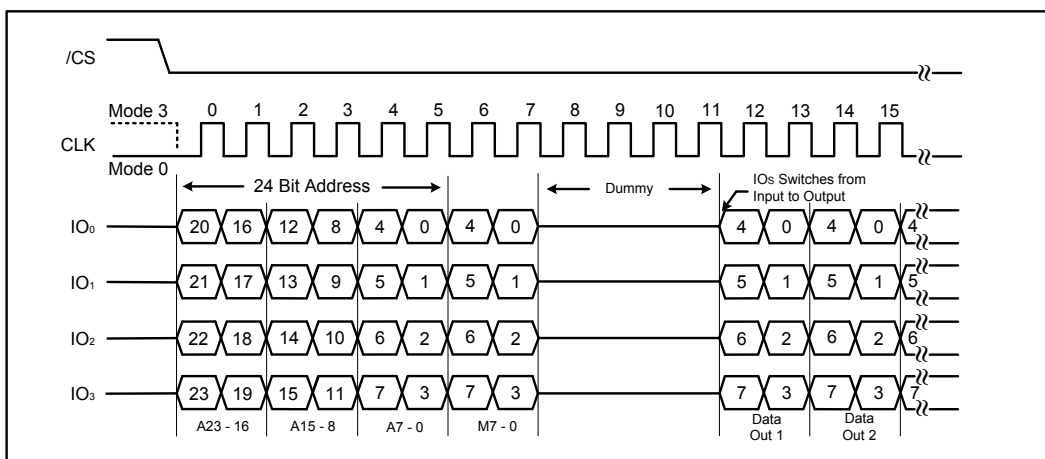 /CS
Mode 3 0 1 2 3 4 5 6 7 8 9 10 11 12 13 14 15
CLK
Mode 0
24 Bit Address Dummy IOs Switches from
Input to Output
IO0 20 16 12 8 4 0 4 0 4 0 4 0 4
IO1 21 17 13 9 5 1 5 1 5 1 5 1 5
IO2 22 18 14 10 6 2 6 2 6 2 6 2 6
IO3 23 19 15 11 7 3 7 3 7 3 7 3 7
A23 - 16 A15 - 8 A7 - 0 M7 - 0 Data Data
Out 1 Out 2